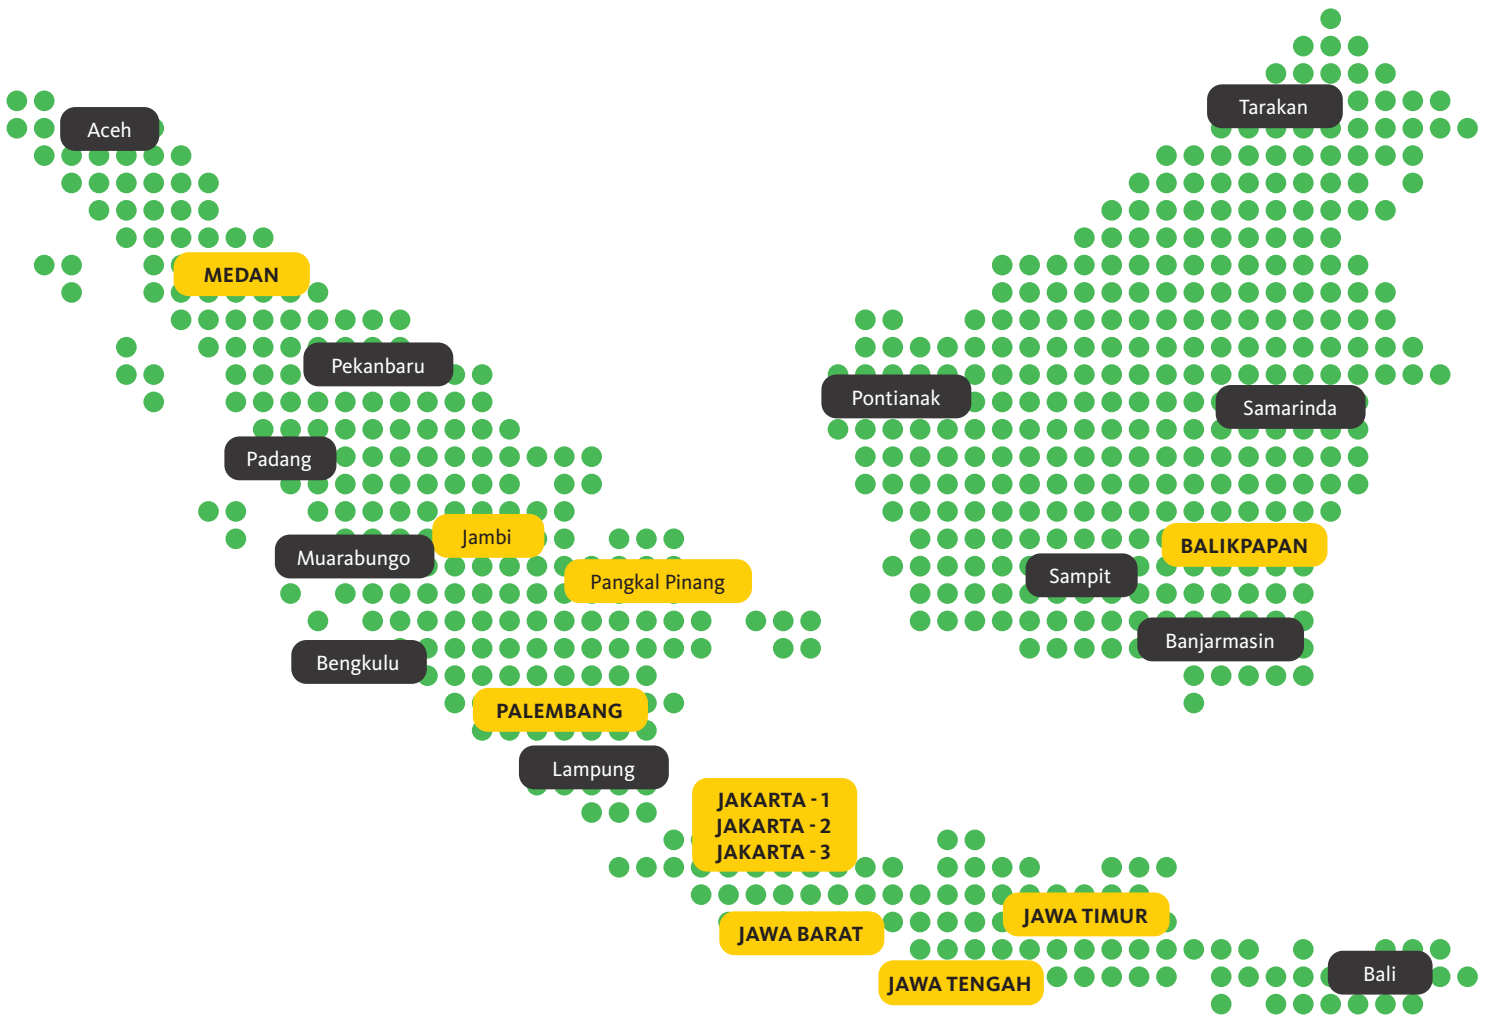 Tarakan
Aceh
MEDAN
Pekanbaru
Pontianak
Samarinda
Padang
Jambi
BALIKPAPAN
Muarabungo
Sampit
Pangkal Pinang
Banjarmasin
Bengkulu
PALEMBANG
Lampung
JAKARTA - 1
JAKARTA - 2
JAKARTA - 3
JAWA TIMUR
JAWA BARAT
Bali
JAWA TENGAH